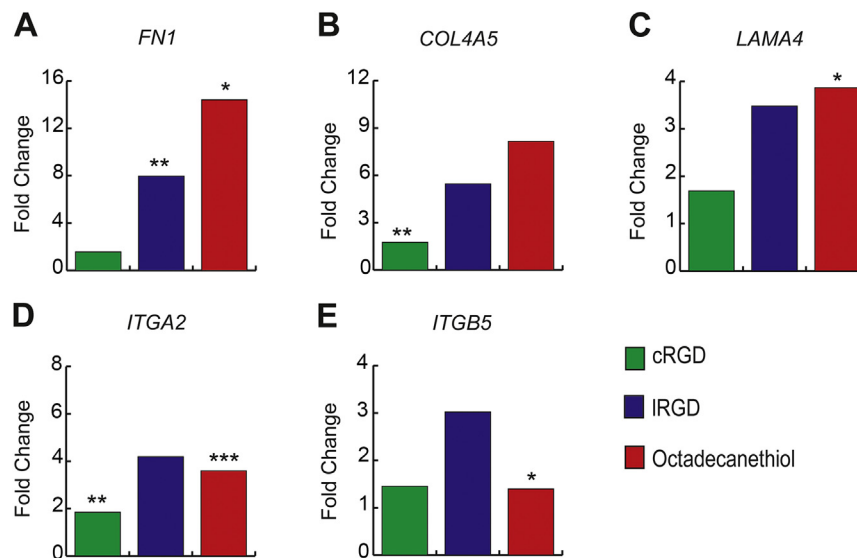 A
FN1
Fold Change
16
12
8
4
0
**
*
B
COL4A5
Fold Change
12
9
6
3
0
**
C
LAMA4
Fold Change
4
3
2
1
0
*
D
ITGA2
Fold Change
8
6
4
2
0
**
***
E
ITGB5
Fold Change
4
3
2
1
0
*
cRGD
lRGD
Octadecanethiol